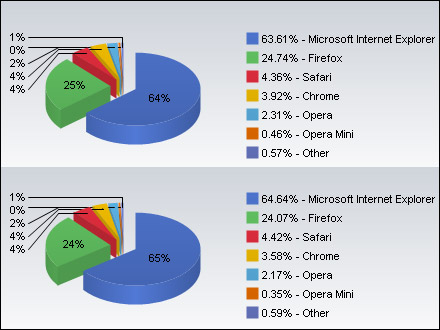 1%
0%
2%
4%
4%
25%
64%
63.61% - Microsoft Internet Explorer
24.74% - Firefox
4.36% - Safari
3.92% - Chrome
2.31% - Opera
0.46% - Opera Mini
0.57% - Other
1%
0%
2%
4%
4%
24%
65%
64.64% - Microsoft Internet Explorer
24.07% - Firefox
4.42% - Safari
3.58% - Chrome
2.17% - Opera
0.35% - Opera Mini
0.59% - Other